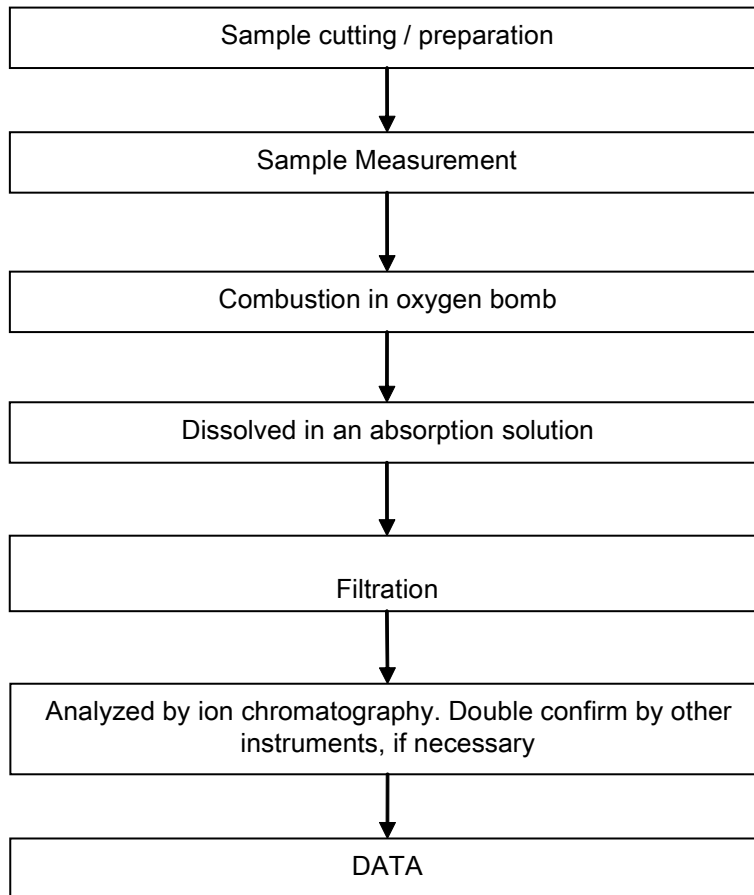 Sample cutting / preparation
Sample Measurement
Combustion in oxygen bomb
Dissolved in an absorption solution
Filtration
Analyzed by ion chromatography. Double confirm by other
instruments, if necessary
DATA